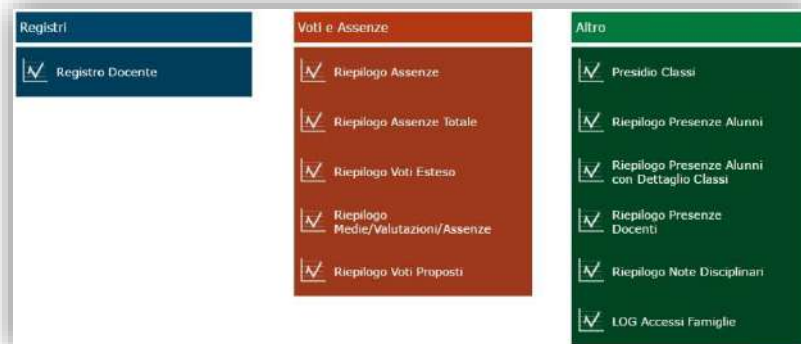 Registri
Registro Docente
Voti e Assenze
Riepilogo Assenze
Riepilogo Assenze Totale
Riepilogo Voti Esteso
Riepilogo
Medie/Valutazioni/Assenze
Riepilogo Voti Proposti
Altro
Presidio Classi
Riepilogo Presenze Alunni
Riepilogo Presenze Alunni
con Dettaglio Classi
Riepilogo Presenze
Docenti
Riepilogo Note Disciplinari
LOG Accessi Famiglie